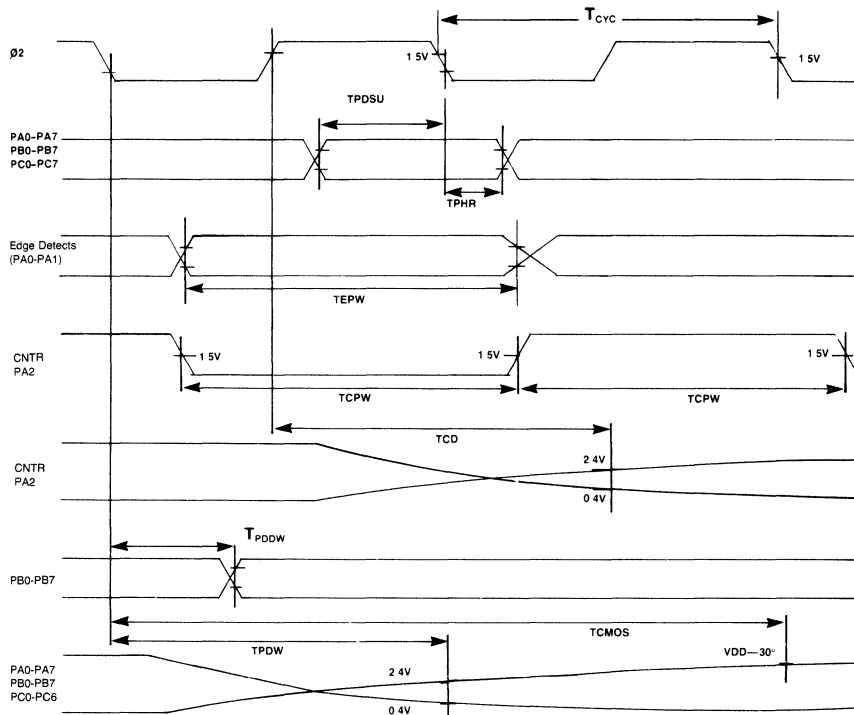 TCYC
Ø2
1 5V
1 5V
TPDSU
PA0-PA7
PB0-PB7
PC0-PC7
TPHR
Edge Detects
(PA0-PA1)
TEPW
CNTR
PA2
1 5V
1 5V
1 5V
TCPW
TCPW
TCD
CNTR
PA2
2 4V
0 4V
TPDDW
PB0-PB7
TCMOS
TPDW
VDD—30°
PA0-PA7
PB0-PB7
PC0-PC6
2 4V
0 4V